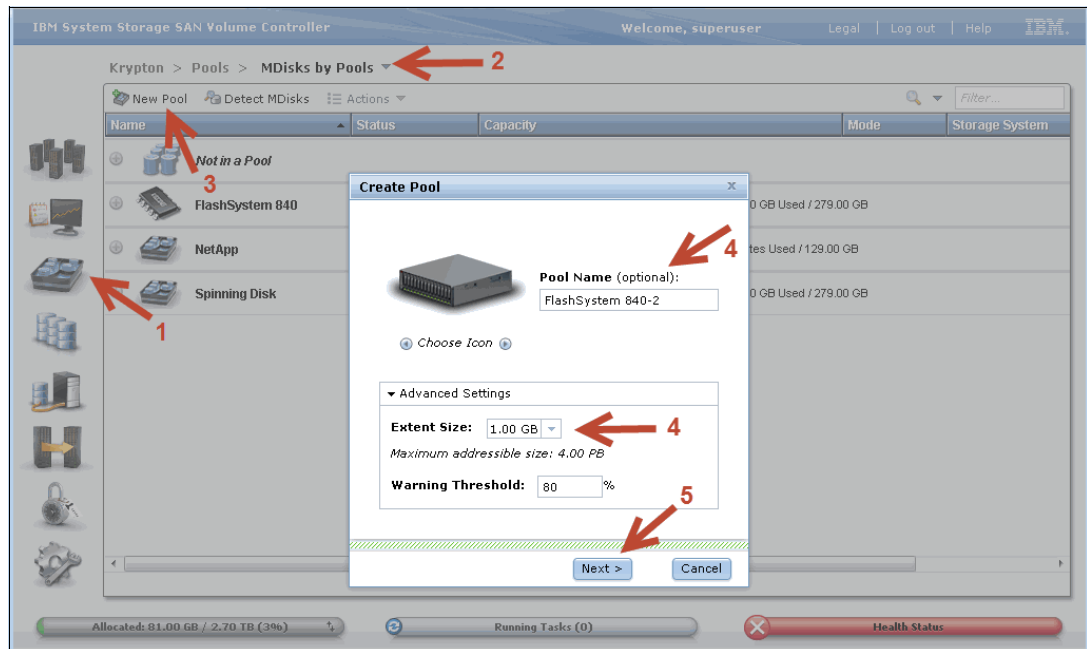 IBM System Storage SAN Volume Controller Welcome, superuser Legal | Log out | Help IBM.
Krypton > Pools > MDisks by Pools 2
New Pool Detect MDisks Actions Filter...
Name Status Capacity Mode Storage System
Not in a Pool
3
FlashSystem 840 0 GB Used / 279.00 GB
NetApp tes Used / 129.00 GB
Spinning Disk 0 GB Used / 279.00 GB
1
Create Pool x
4
Pool Name (optional):
FlashSystem 840-2
Choose Icon
Advanced Settings
Extent Size: 1.00 GB 4
Maximum addressible size: 4.00 PB
Warning Threshold: 80 %
5
Next > Cancel
Allocated: 81.00 GB / 2.70 TB (3%) Running Tasks (0) Health Status